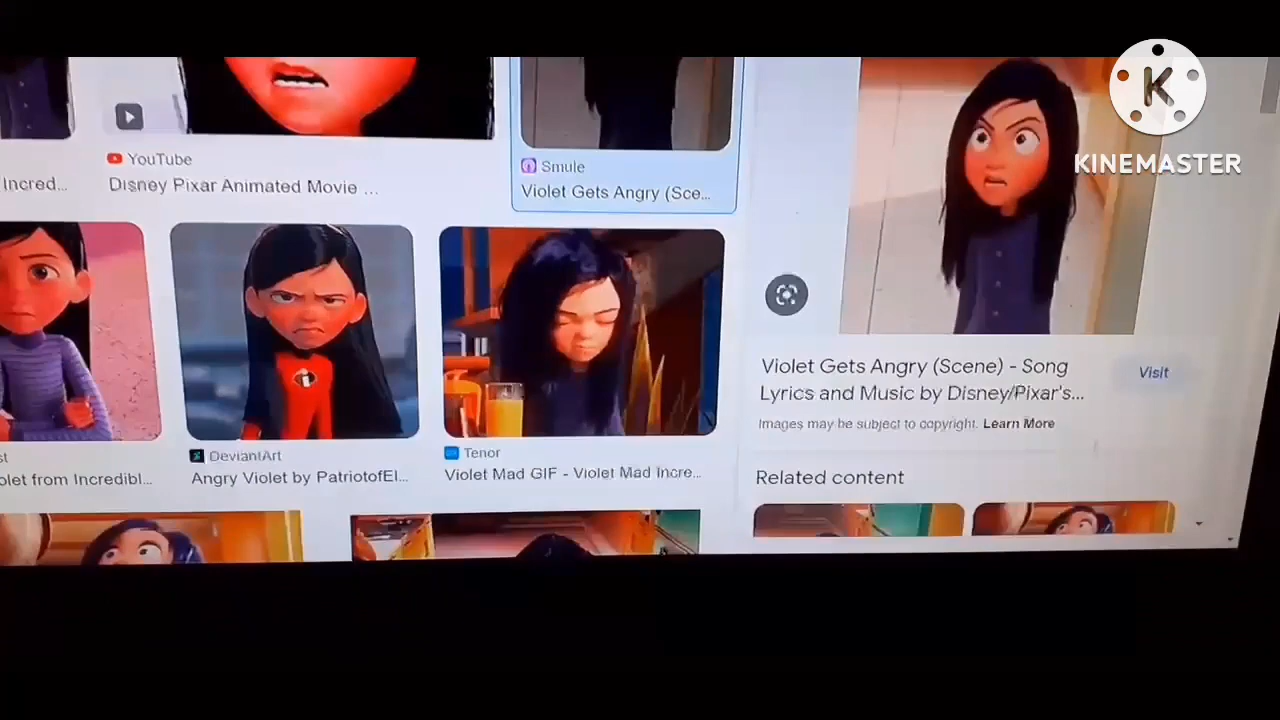 K
KINEMASTER
YouTube
Incred...
Disney Pixar Animated Movie ...
Smule
Violet Gets Angry (Sce...
Violet Gets Angry (Scene) - Song
Lyrics and Music by Disney/Pixar's...
Visit
Images may be subject to copyright. Learn More
st
olet from Incredibl...
DeviantArt
Angry Violet by PatriotofEl...
Tenor
Violet Mad GIF - Violet Mad Incre...
Related content